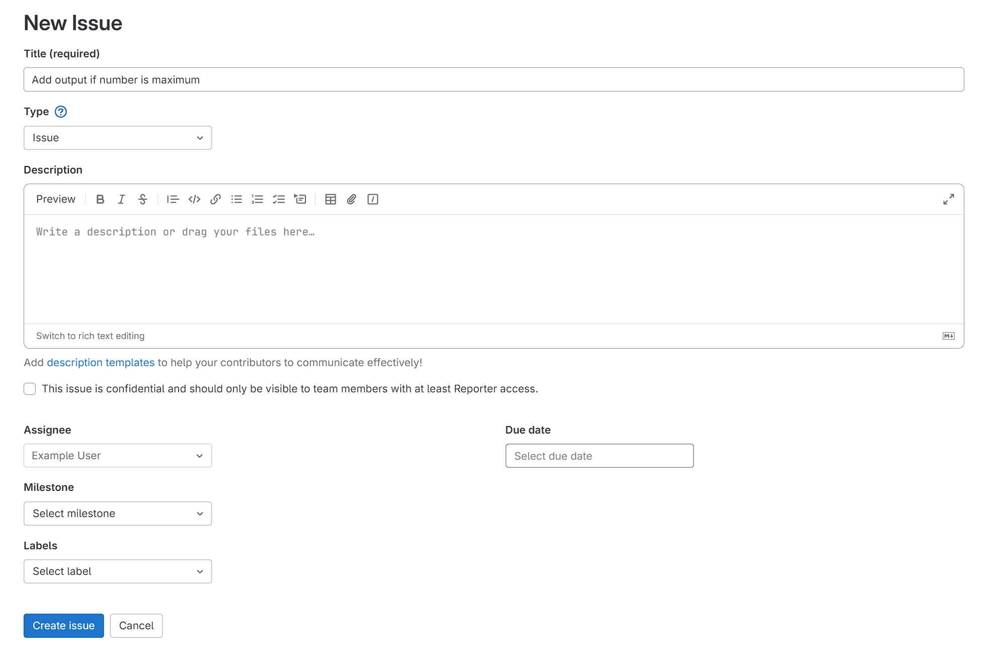 New Issue
Title (required)
Add output if number is maximum
Type
Issue
Description
Preview
Write a description or drag your files here…
Switch to rich text editing
Add description templates to help your contributors to communicate effectively!
This issue is confidential and should only be visible to team members with at least Reporter access.
Assignee
Due date
Example User
Select due date
Milestone
Select milestone
Labels
Select label
Create issue Cancel